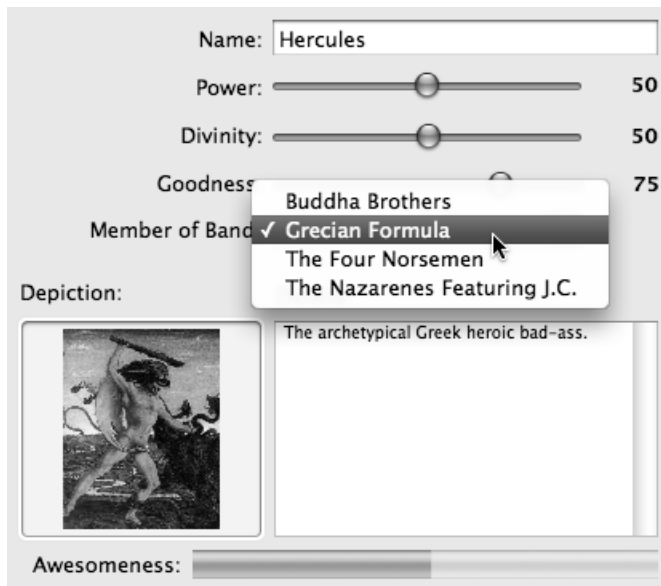 Name: Hercules
Power: 50
Divinity: 50
Goodness 75
Buddha Brothers
Member of Band ✓ Grecian Formula
The Four Norsemen
The Nazarenes Featuring J.C.
Depiction:
The archetypical Greek heroic bad-ass.
Awesomeness: